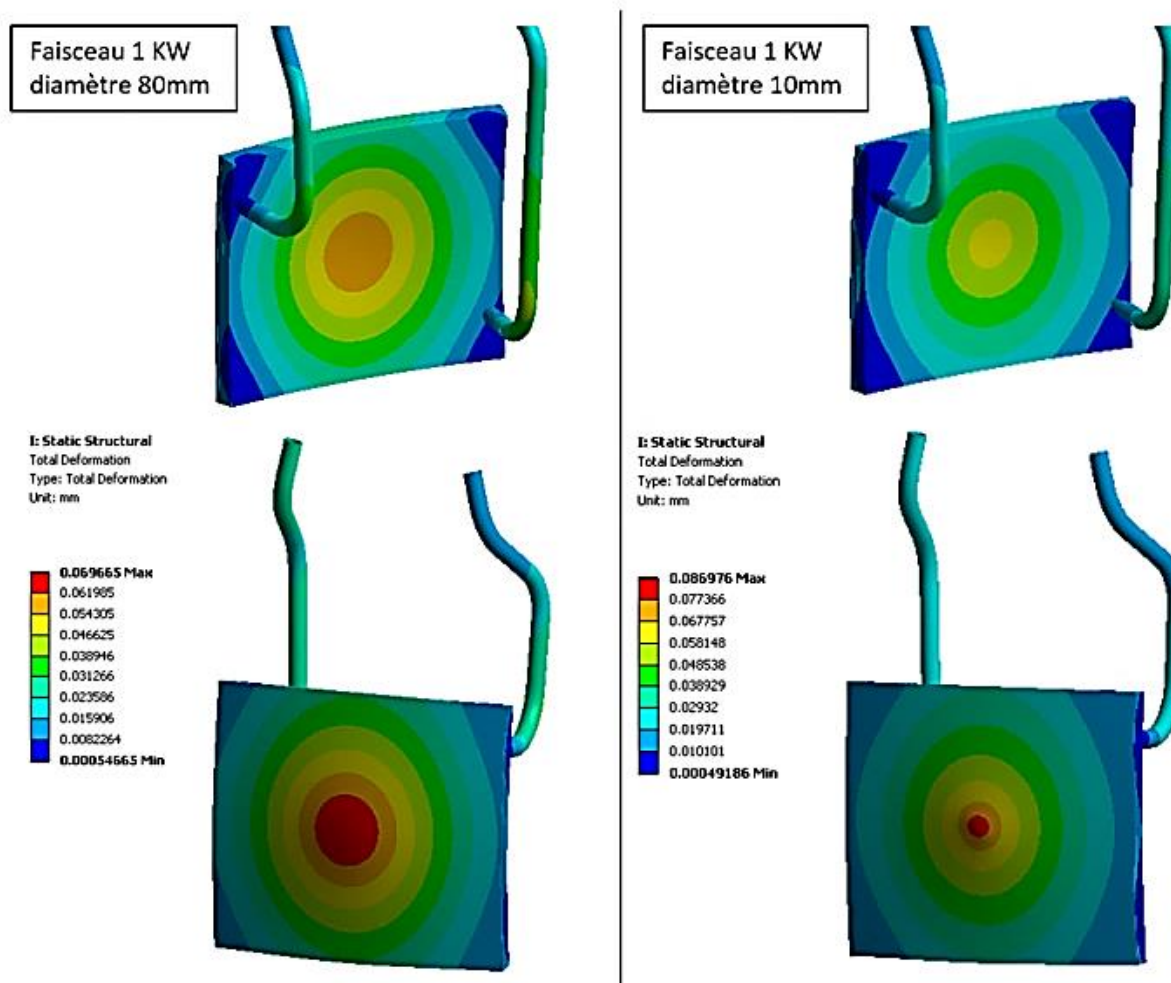 Faisceau 1 KW
diamètre 80mm
I: Static Structural
Total Deformation
Type: Total Deformation
Unit: mm
0.069665 Max
0.061985
0.054305
0.046625
0.038946
0.031266
0.023586
0.015906
0.0082264
0.00054665 Min
Faisceau 1 KW
diamètre 10mm
I: Static Structural
Total Deformation
Type: Total Deformation
Unit: mm
0.086976 Max
0.077366
0.067757
0.058148
0.048538
0.038929
0.02932
0.019711
0.010101
0.00049186 Min